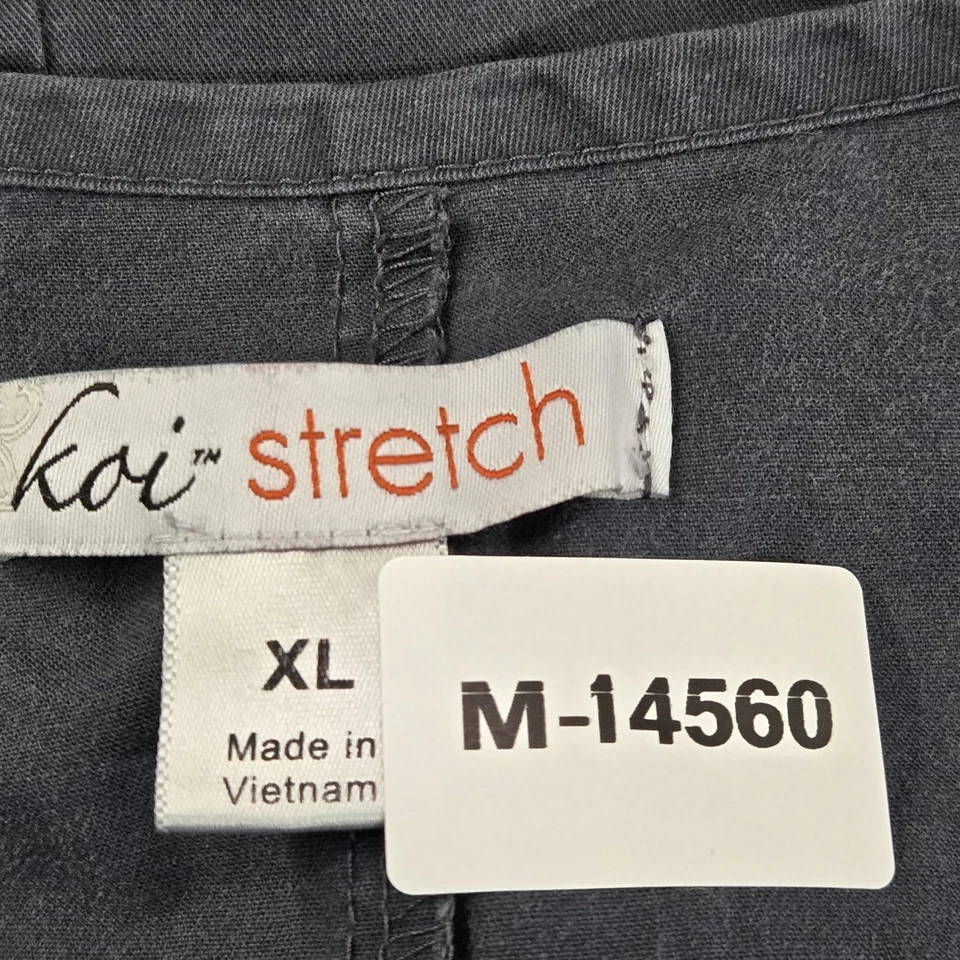 koi™ stretch
XL
Made in
Vietnam
M-14560